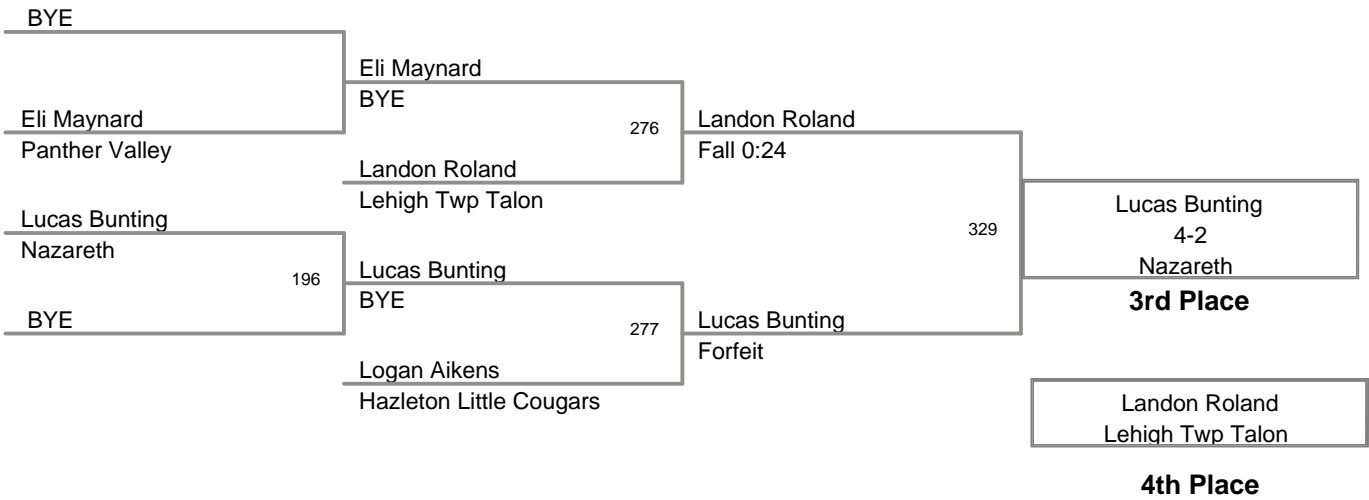 BYE
Eli Maynard
BYE
Eli Maynard
Panther Valley
276
Landon Roland
Fall 0:24
Landon Roland
Lehigh Twp Talon
Lucas Bunting
Nazareth
196
Lucas Bunting
BYE
BYE
277
Lucas Bunting
Forfeit
Logan Aikens
Hazleton Little Cougars
329
Lucas Bunting
4-2
Nazareth
3rd Place
Landon Roland
Lehigh Twp Talon
4th Place